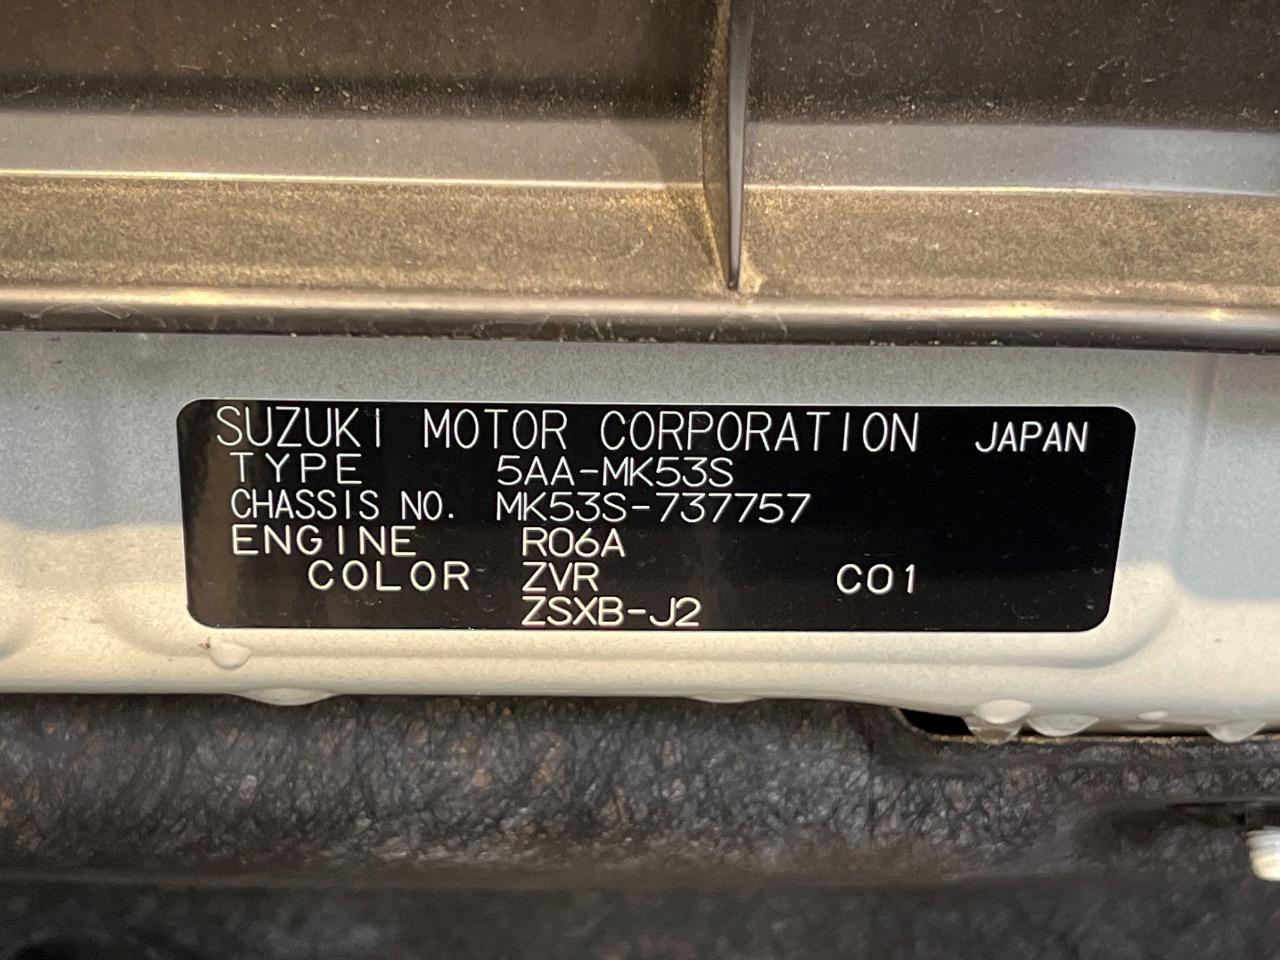 SUZUKI MOTOR CORPORATION JAPAN
TYPE 5AA-MK53S
CHASSIS NO. MK53S-737757
ENGINE R06A
COLOR ZVR C01
ZSXB-J2